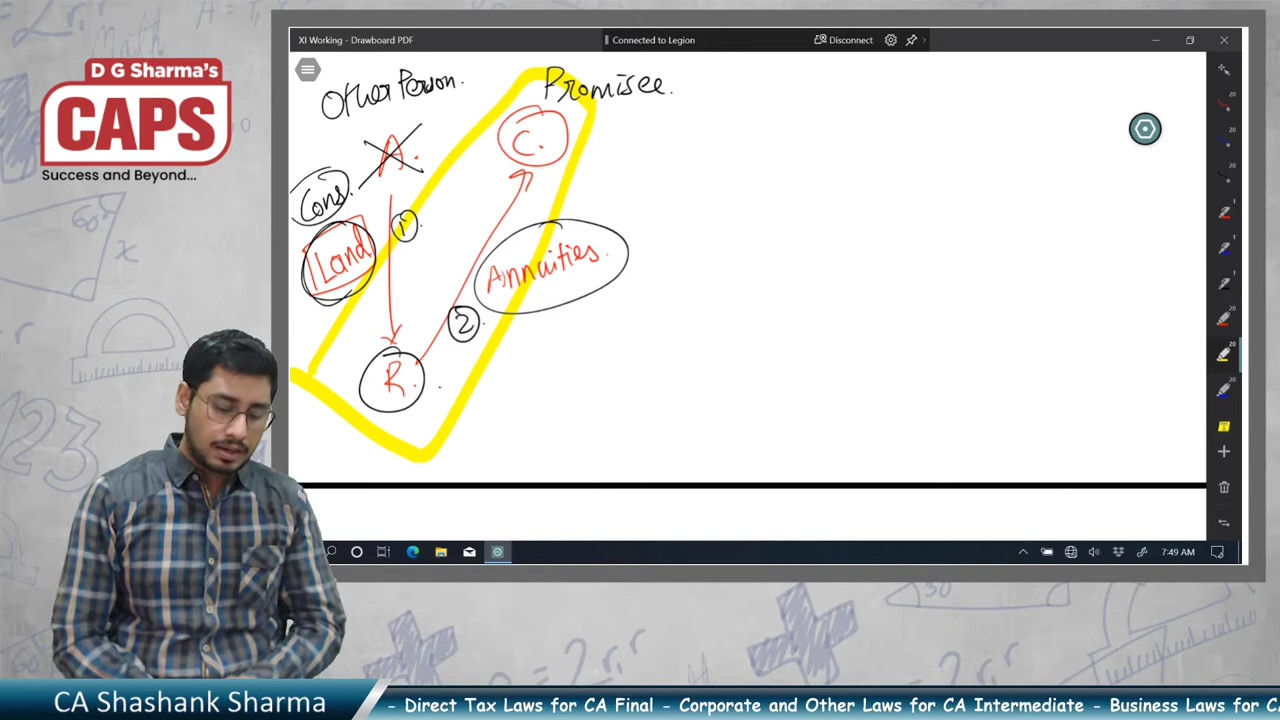 D G Sharma's
CAPS
Success and Beyond...
XI Working - Drawboard PDF
Connected to Legion
Disconnect
Other Person.
Promisee.
A.
C.
Cons.
1
Land
Annuities.
2
R.
7:49 AM
CA Shashank Sharma
- Direct Tax Laws for CA Final - Corporate and Other Laws for CA Intermediate - Business Laws for CA